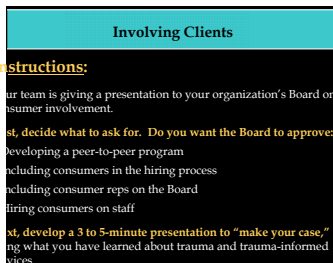 Involving Clients
nstructions:
ur team is giving a presentation to your organization's Board on
nsumer involvement.
st, decide what to ask for. Do you want the Board to approve:
Developing a peer-to-peer program
ncluding consumers in the hiring process
ncluding consumer reps on the Board
Hiring consumers on staff
xt, develop a 3 to 5-minute presentation to "make your case,"
ng what you have learned about trauma and trauma-informed
vices